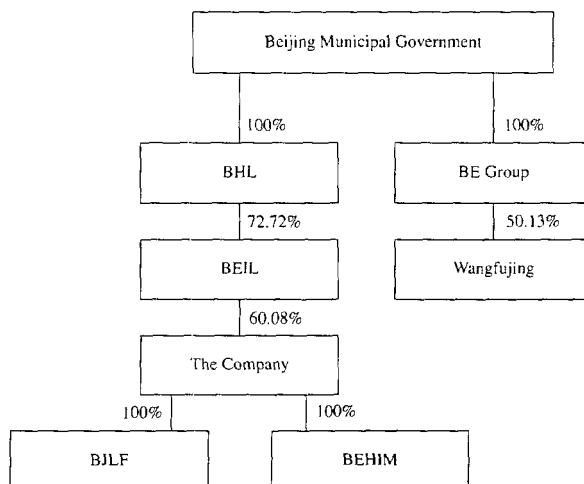 Beijing Municipal Government
100%
100%
BHL
BE Group
72.72%
50.13%
BEIL
Wangfujing
60.08%
The Company
100%
100%
BJLF
BEHIM